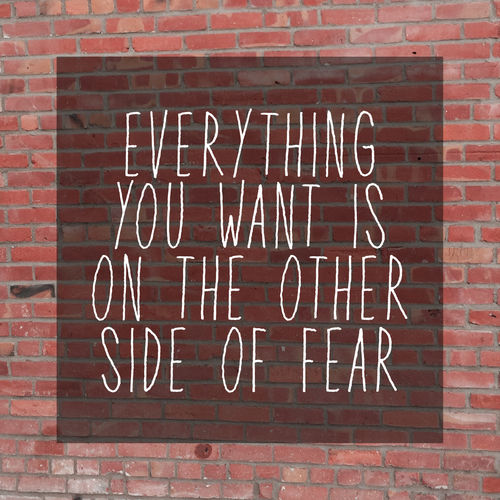 EVERYTHING
YOU WANT IS
ON THE OTHER
SIDE OF FEAR